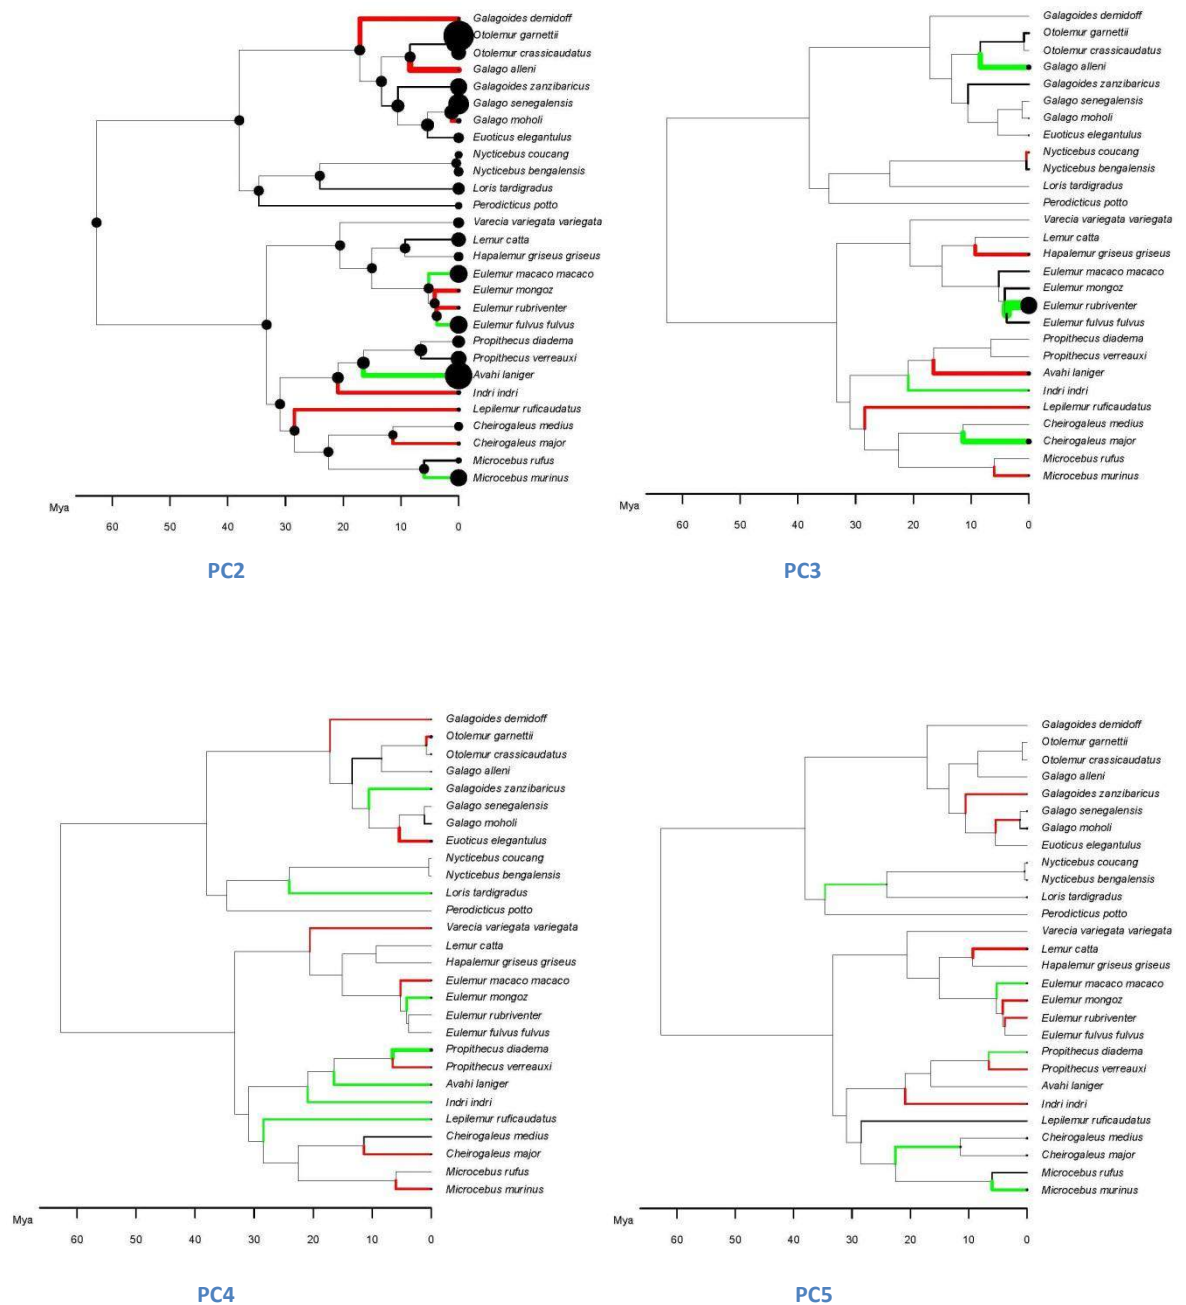 Galagoides demidoff
Otolemur garnettii
Otolemur crassicaudatus
Galago alleni
Galagoides zanzibaricus
Galago senegalensis
Galago moholi
Euoticus elegantulus
Nycticebus coucang
Nycticebus bengalensis
Loris tardigradus
Perodicticus potto
Varecia variegata variegata
Lemur catta
Hapalemur griseus griseus
Eulemur macaco macaco
Eulemur mongoz
Eulemur rubriventer
Eulemur fulvus fulvus
Propithecus diadema
Propithecus verreauxi
Avahi laniger
Indri indri
Lepilemur ruficaudatus
Cheirogaleus medius
Cheirogaleus major
Microcebus rufus
Microcebus murinus
Mya
60 50 40 30 20 10 0
PC2
Galagoides demidoff
Otolemur garnettii
Otolemur crassicaudatus
Galago alleni
Galagoides zanzibaricus
Galago senegalensis
Galago moholi
Euoticus elegantulus
Nycticebus coucang
Nycticebus bengalensis
Loris tardigradus
Perodicticus potto
Varecia variegata variegata
Lemur catta
Hapalemur griseus griseus
Eulemur macaco macaco
Eulemur mongoz
Eulemur rubriventer
Eulemur fulvus fulvus
Propithecus diadema
Propithecus verreauxi
Avahi laniger
Indri indri
Lepilemur ruficaudatus
Cheirogaleus medius
Cheirogaleus major
Microcebus rufus
Microcebus murinus
Mya
60 50 40 30 20 10 0
PC3
Galagoides demidoff
Otolemur garnettii
Otolemur crassicaudatus
Galago alleni
Galagoides zanzibaricus
Galago senegalensis
Galago moholi
Euoticus elegantulus
Nycticebus coucang
Nycticebus bengalensis
Loris tardigradus
Perodicticus potto
Varecia variegata variegata
Lemur catta
Hapalemur griseus griseus
Eulemur macaco macaco
Eulemur mongoz
Eulemur rubriventer
Eulemur fulvus fulvus
Propithecus diadema
Propithecus verreauxi
Avahi laniger
Indri indri
Lepilemur ruficaudatus
Cheirogaleus medius
Cheirogaleus major
Microcebus rufus
Microcebus murinus
Mya
60 50 40 30 20 10 0
PC4
Galagoides demidoff
Otolemur garnettii
Otolemur crassicaudatus
Galago alleni
Galagoides zanzibaricus
Galago senegalensis
Galago moholi
Euoticus elegantulus
Nycticebus coucang
Nycticebus bengalensis
Loris tardigradus
Perodicticus potto
Varecia variegata variegata
Lemur catta
Hapalemur griseus griseus
Eulemur macaco macaco
Eulemur mongoz
Eulemur rubriventer
Eulemur fulvus fulvus
Propithecus diadema
Propithecus verreauxi
Avahi laniger
Indri indri
Lepilemur ruficaudatus
Cheirogaleus medius
Cheirogaleus major
Microcebus rufus
Microcebus murinus
Mya
60 50 40 30 20 10 0
PC5